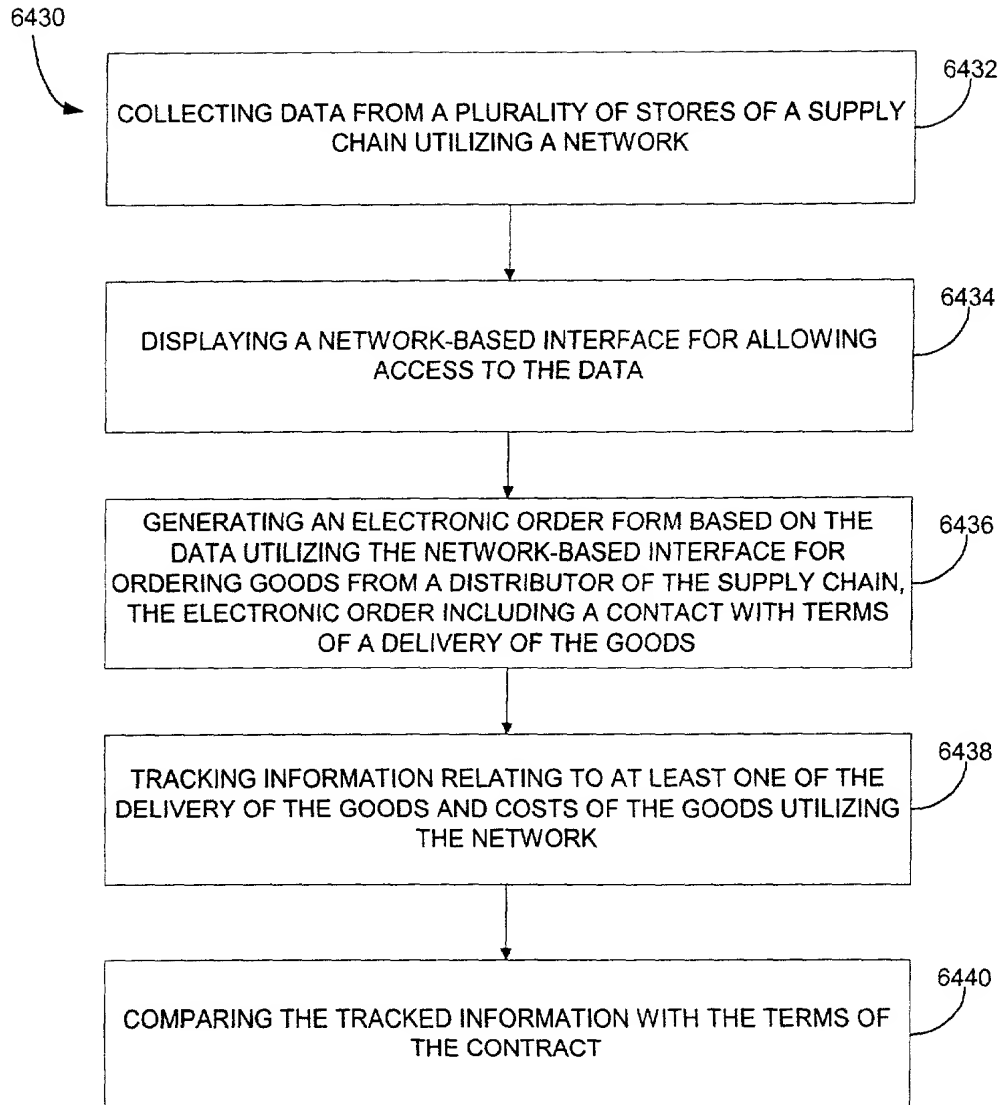 6430
6432
COLLECTING DATA FROM A PLURALITY OF STORES OF A SUPPLY
CHAIN UTILIZING A NETWORK
6434
DISPLAYING A NETWORK-BASED INTERFACE FOR ALLOWING
ACCESS TO THE DATA
6436
GENERATING AN ELECTRONIC ORDER FORM BASED ON THE
DATA UTILIZING THE NETWORK-BASED INTERFACE FOR
ORDERING GOODS FROM A DISTRIBUTOR OF THE SUPPLY CHAIN,
THE ELECTRONIC ORDER INCLUDING A CONTACT WITH TERMS
OF A DELIVERY OF THE GOODS
6438
TRACKING INFORMATION RELATING TO AT LEAST ONE OF THE
DELIVERY OF THE GOODS AND COSTS OF THE GOODS UTILIZING
THE NETWORK
6440
COMPARING THE TRACKED INFORMATION WITH THE TERMS OF
THE CONTRACT